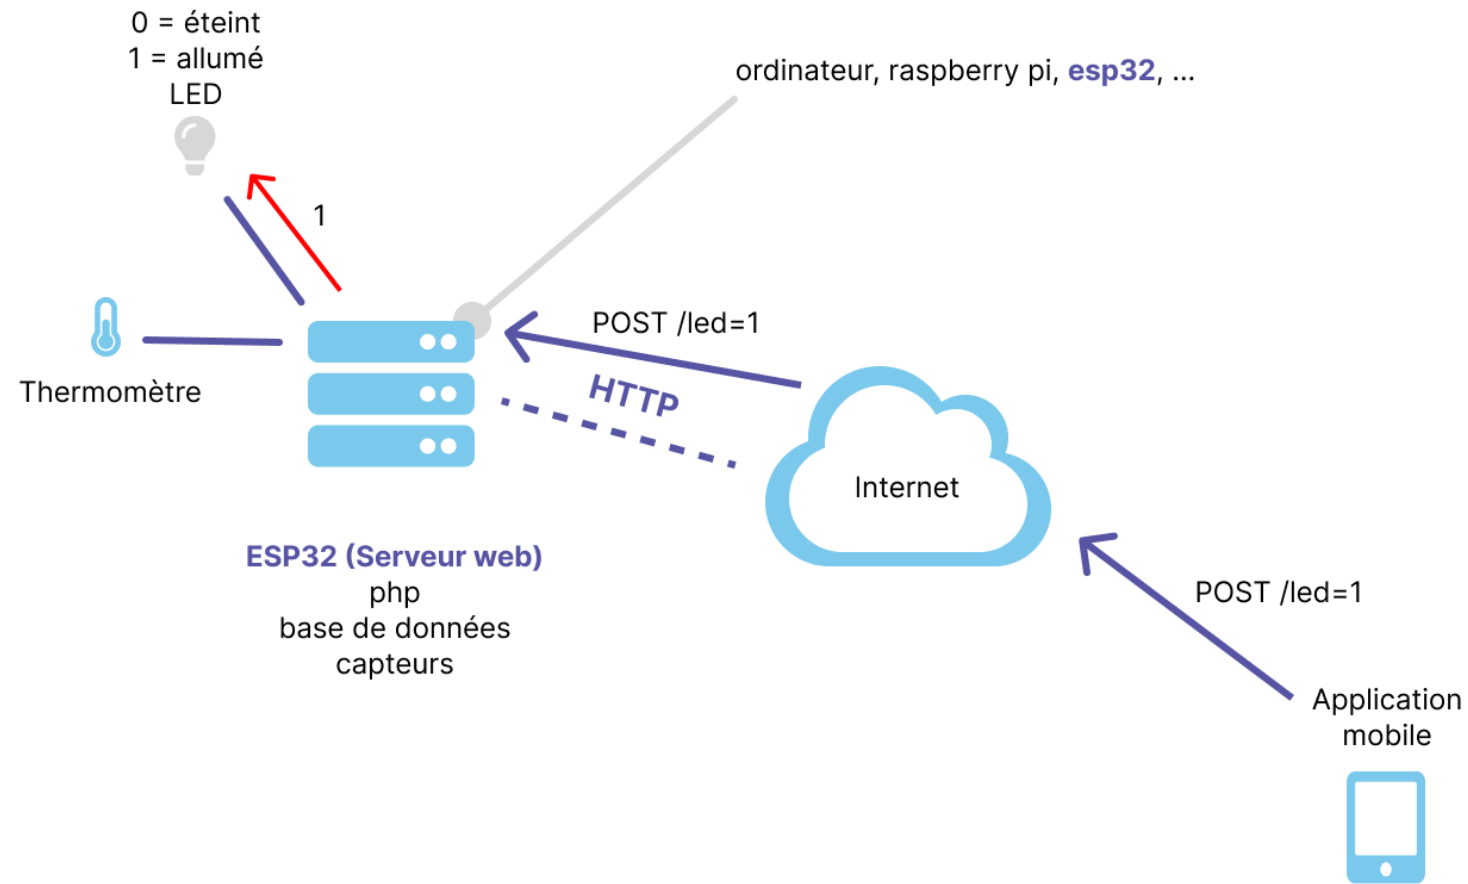 0 = éteint
1 = allumé
LED
ordinateur, raspberry pi, esp32, ...
1
POST /led=1
HTTP
Thermomètre
Internet
ESP32 (Serveur web)
php
base de données
capteurs
POST /led=1
Application
mobile